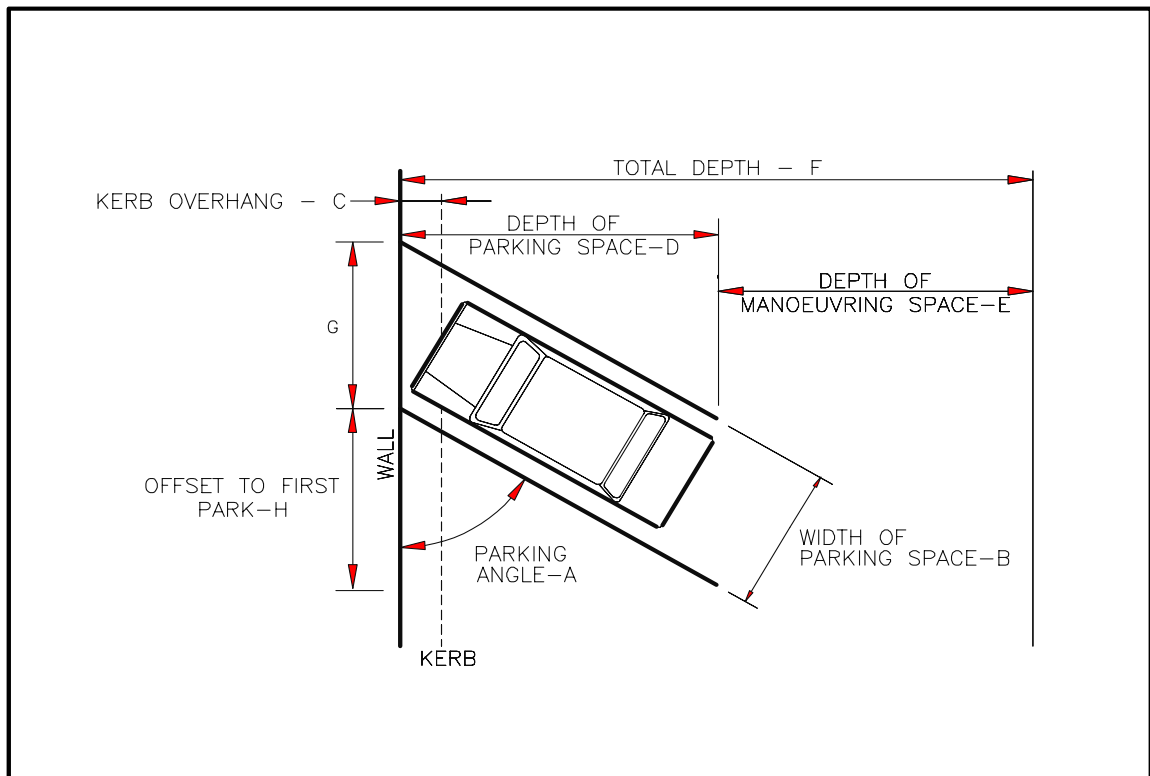 TOTAL DEPTH – F
KERB OVERHANG – C
DEPTH OF
PARKING SPACE–D
DEPTH OF
MANOEUVRING SPACE–E
G
WALL
OFFSET TO FIRST
PARK–H
WIDTH OF
PARKING SPACE–B
PARKING
ANGLE–A
KERB